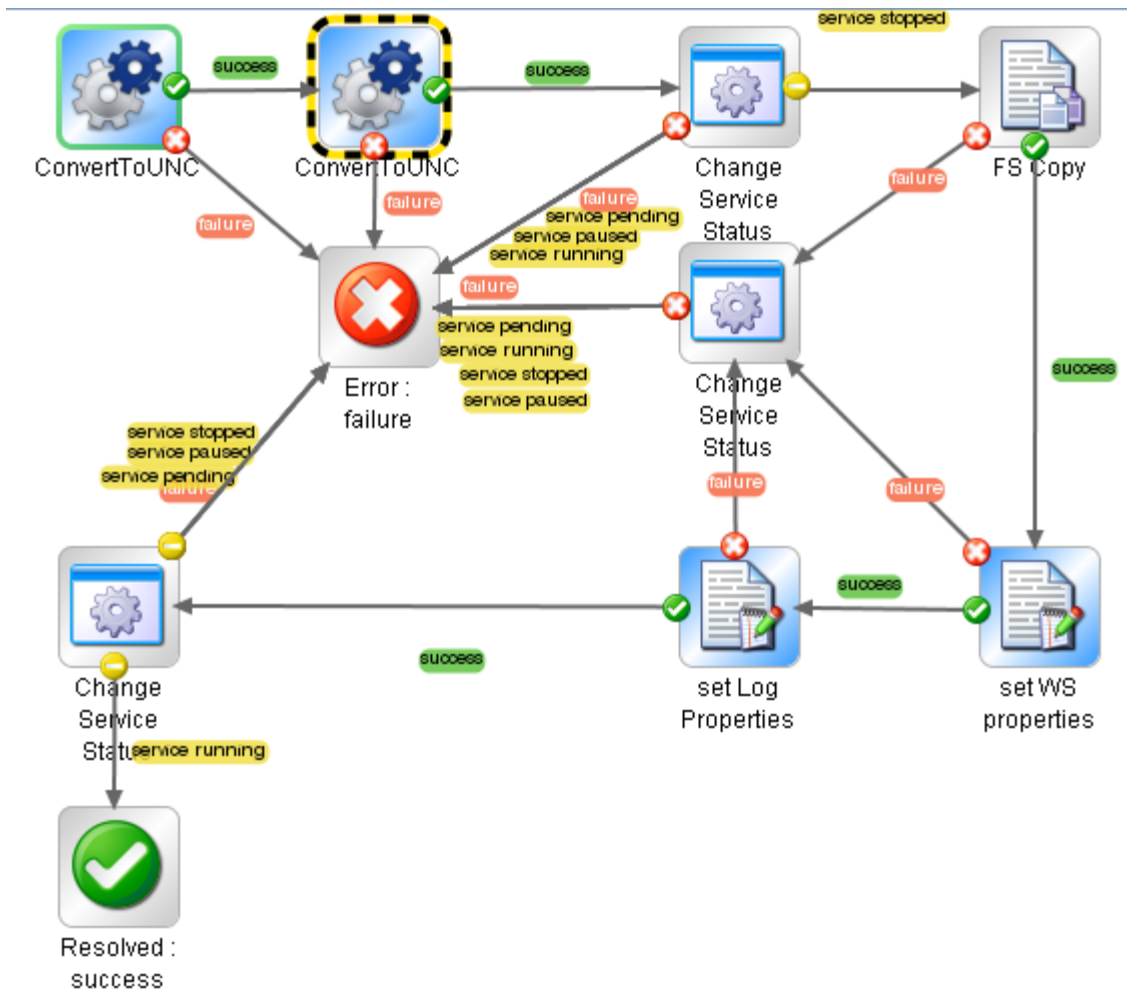 service stopped
success
success
ConvertToUNC
ConvertToUNC
Change
Service
Status
FS Copy
failure
failure
failure
failure
service pending
service paused
service running
failure
service pending
service running
service stopped
service paused
Error :
failure
Change
Service
Status
success
service stopped
service paused
service pending
failure
failure
failure
success
success
Change
Service
Status
service running
set Log
Properties
set WS
properties
Resolved :
success